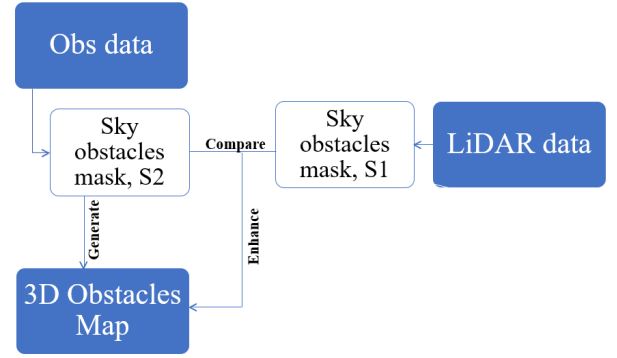 Obs data
Sky
obstacles
mask, S2
Compare
Sky
obstacles
mask, S1
LiDAR data
Generate
Enhance
3D Obstacles
Map